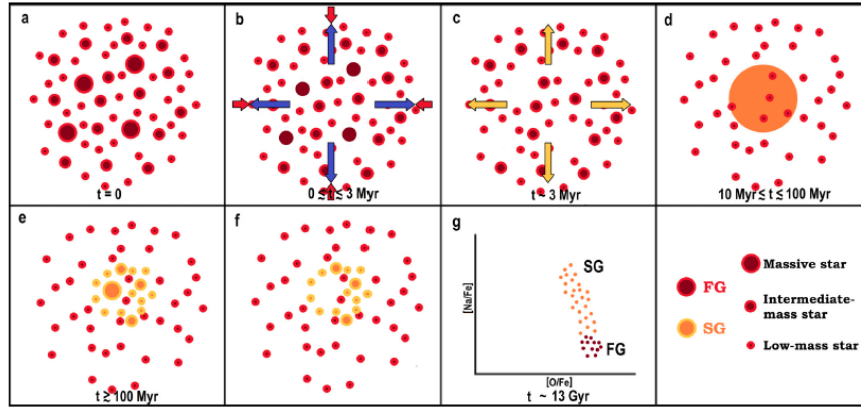 a
b
c
d
t = 0
0 ≲ t ≲ 3 Myr
t ~ 3 Myr
10 Myr ≤ t ≤ 100 Myr
e
f
g
t ≳ 100 Myr
[Na/Fe]
SG
FG
[O/Fe]
t ~ 13 Gyr
FG
SG
Massive star
Intermediate-
mass star
Low-mass star